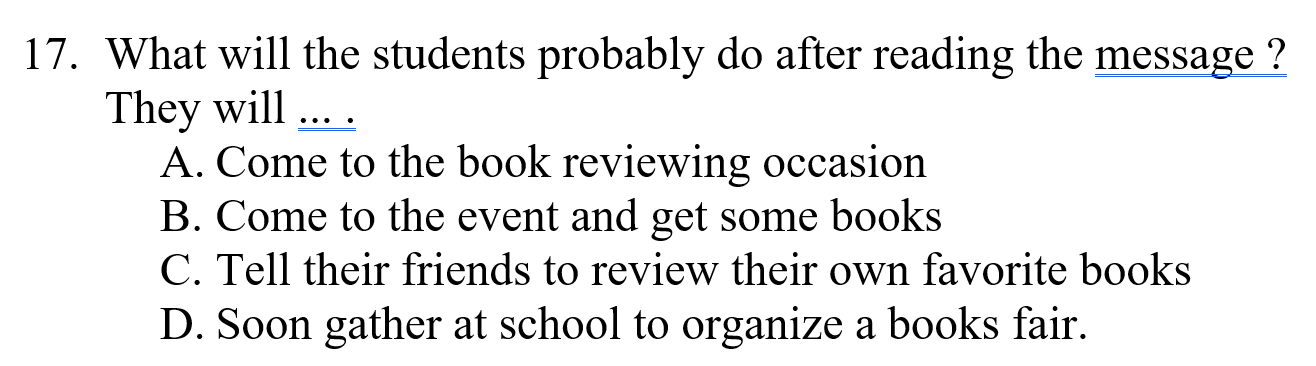 17. What will the students probably do after reading the message ?
They will ... .
A. Come to the book reviewing occasion
B. Come to the event and get some books
C. Tell their friends to review their own favorite books
D. Soon gather at school to organize a books fair.